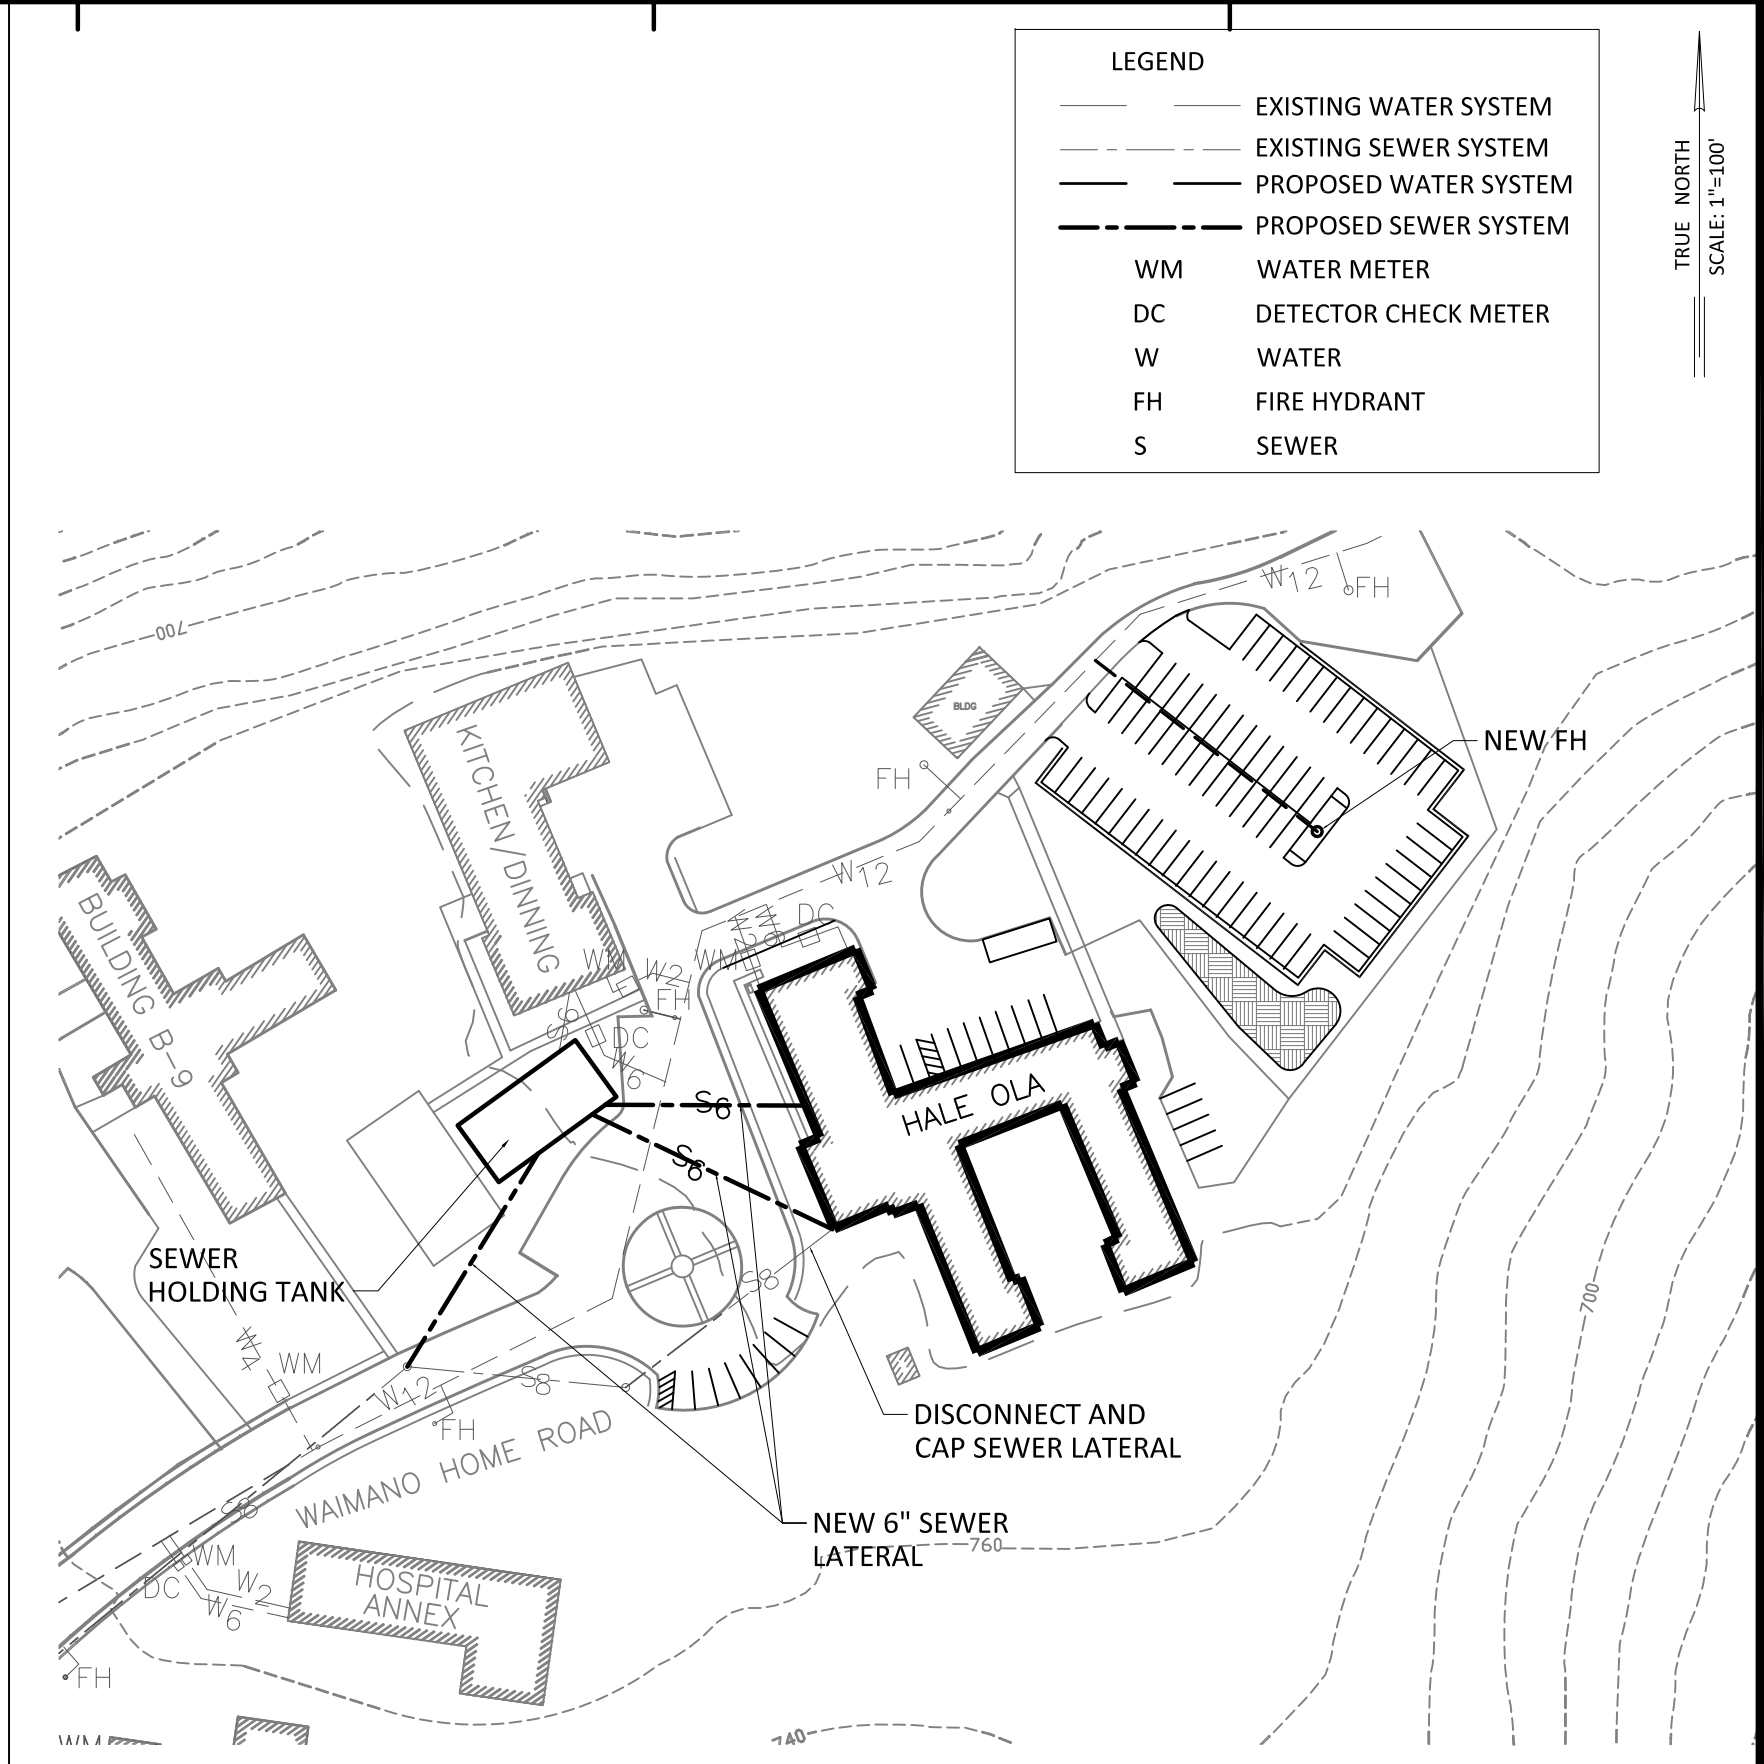 LEGEND
EXISTING WATER SYSTEM
EXISTING SEWER SYSTEM
PROPOSED WATER SYSTEM
PROPOSED SEWER SYSTEM
WM WATER METER
DC DETECTOR CHECK METER
W WATER
FH FIRE HYDRANT
S SEWER
TRUE NORTH
SCALE: 1"=100'
W12
FH
700
BLDG
NEW FH
KITCHEN/DINNING
FH
W12
BUILDING B-9
DC
W2
W8
WM
W2
WM
FH
S6
DC
W6
S6
HALE OLA
S6
SEWER
HOLDING TANK
S8
700
W4
WM
S8
W12
FH
DISCONNECT AND
CAP SEWER LATERAL
WAIMANO HOME ROAD
S8
NEW 6" SEWER
LATERAL
760
WM
DC
W2
W6
HOSPITAL
ANNEX
FH
WM
740